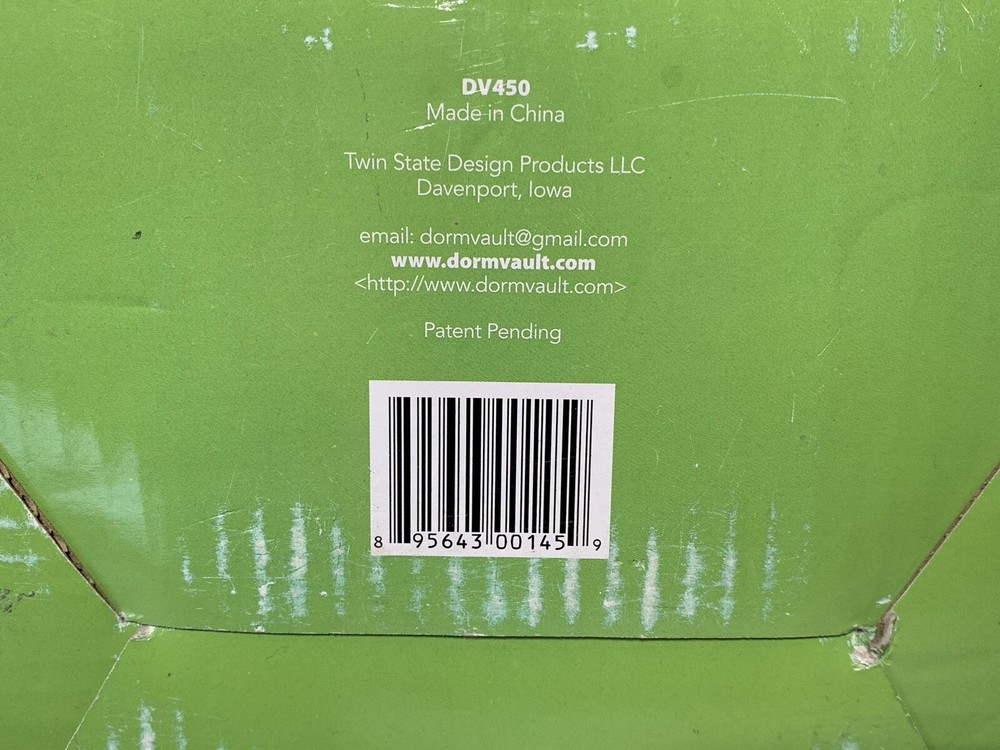 DV450
Made in China
Twin State Design Products LLC
Davenport, Iowa
email: dormvault@gmail.com
www.dormvault.com
<http://www.dormvault.com>
Patent Pending
8 95643 00145 9